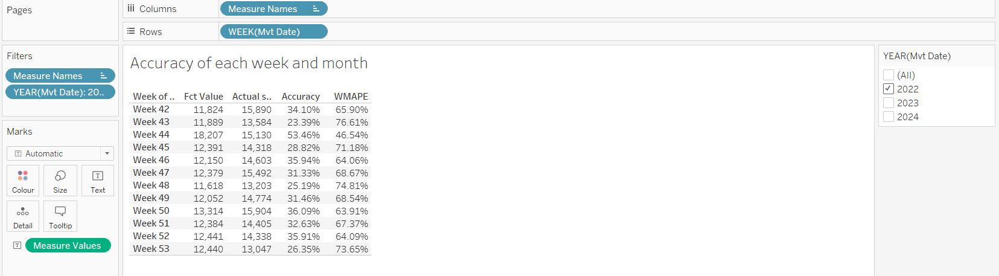 Pages
Columns
Measure Names
Rows
WEEK(Mvt Date)
Filters
Measure Names
YEAR(Mvt Date): 20..
Marks
Automatic
Colour
Size
Text
Detail
Tooltip
Measure Values
Accuracy of each week and month
Week of .. Fct Value Actual s.. Accuracy WMAPE
Week 42 11,824 15,890 34.10% 65.90%
Week 43 11,889 13,584 23.39% 76.61%
Week 44 18,207 15,130 53.46% 46.54%
Week 45 12,391 14,318 28.82% 71.18%
Week 46 12,150 14,603 35.94% 64.06%
Week 47 12,379 15,492 31.33% 68.67%
Week 48 11,618 13,203 25.19% 74.81%
Week 49 12,052 14,774 31.46% 68.54%
Week 50 13,314 15,904 36.09% 63.91%
Week 51 12,384 14,405 32.63% 67.37%
Week 52 12,441 14,338 35.91% 64.09%
Week 53 12,440 13,047 26.35% 73.65%
YEAR(Mvt Date)
(All)
2022
2023
2024